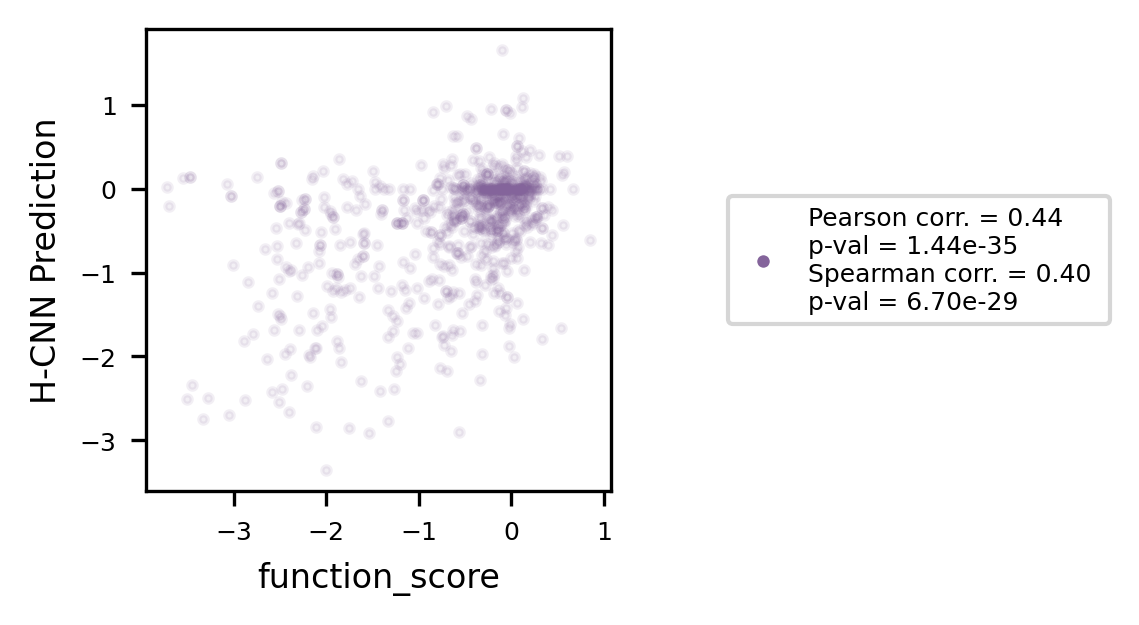 1
0
−1
−2
−3
H-CNN Prediction
−3
−2
−1
0
1
function_score
Pearson corr. = 0.44
p-val = 1.44e-35
Spearman corr. = 0.40
p-val = 6.70e-29